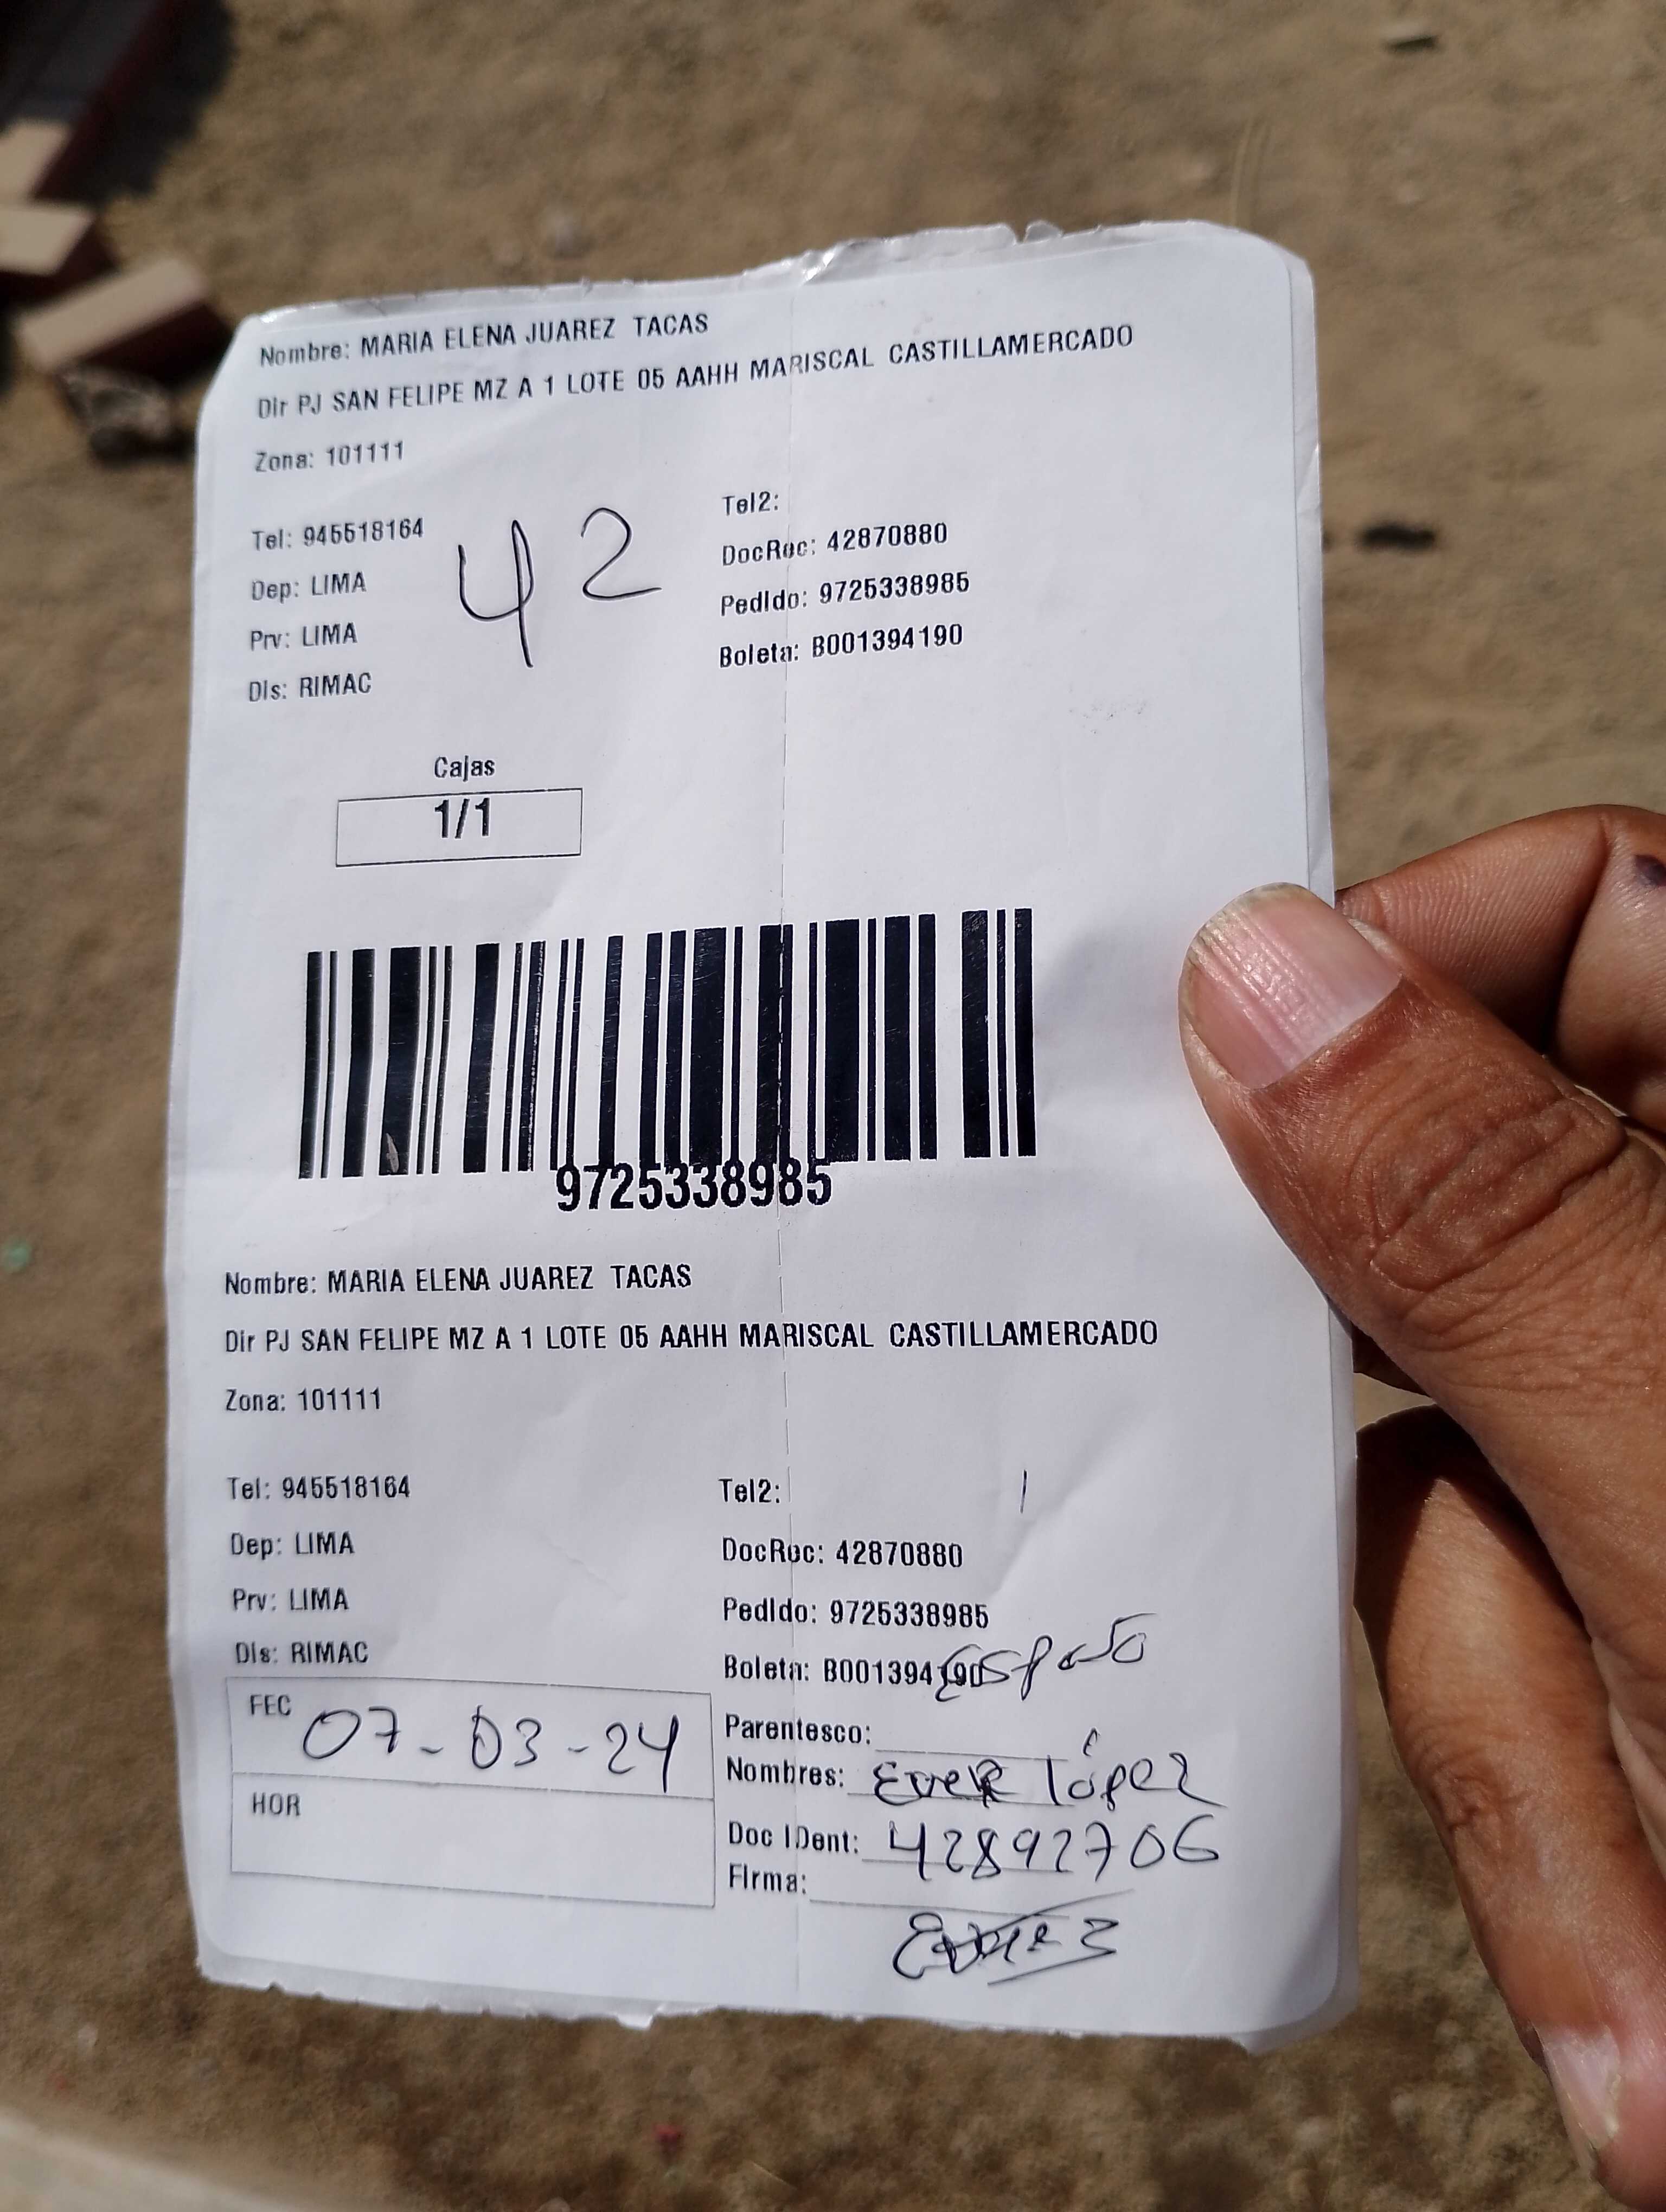 Nombre: MARIA ELENA JUAREZ TACAS
Dir PJ SAN FELIPE MZ A 1 LOTE 05 AAHH MARISCAL CASTILLAMERCADO
Zona: 101111
Tel: 945518164
Tel2:
42
DocRec: 42870880
Dep: LIMA
Pedido: 9725338985
Prv: LIMA
Boleta: B001394190
Dis: RIMAC
Cajas
1/1
9725338985
Nombre: MARIA ELENA JUAREZ TACAS
Dir PJ SAN FELIPE MZ A 1 LOTE 05 AAHH MARISCAL CASTILLAMERCADO
Zona: 101111
Tel: 945518164
Tel2:
Dep: LIMA
DocRec: 42870880
Prv: LIMA
Pedido: 9725338985
Dis: RIMAC
Boleta: B001394190
Esposo
FEC 07-03-24
Parentesco:
Nombres: Ever López
HOR
Doc IDent: 42892706
Firma: